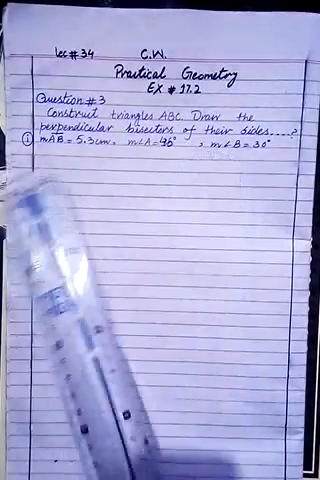 Lec # 34 C.W.
Practical Geometry
EX # 17.2
Question # 3
Construct triangles ABC. Draw the
perpendicular bisectors of their sides....?
① mAB = 5.3cm, m∠A = 45° , m∠B = 30°